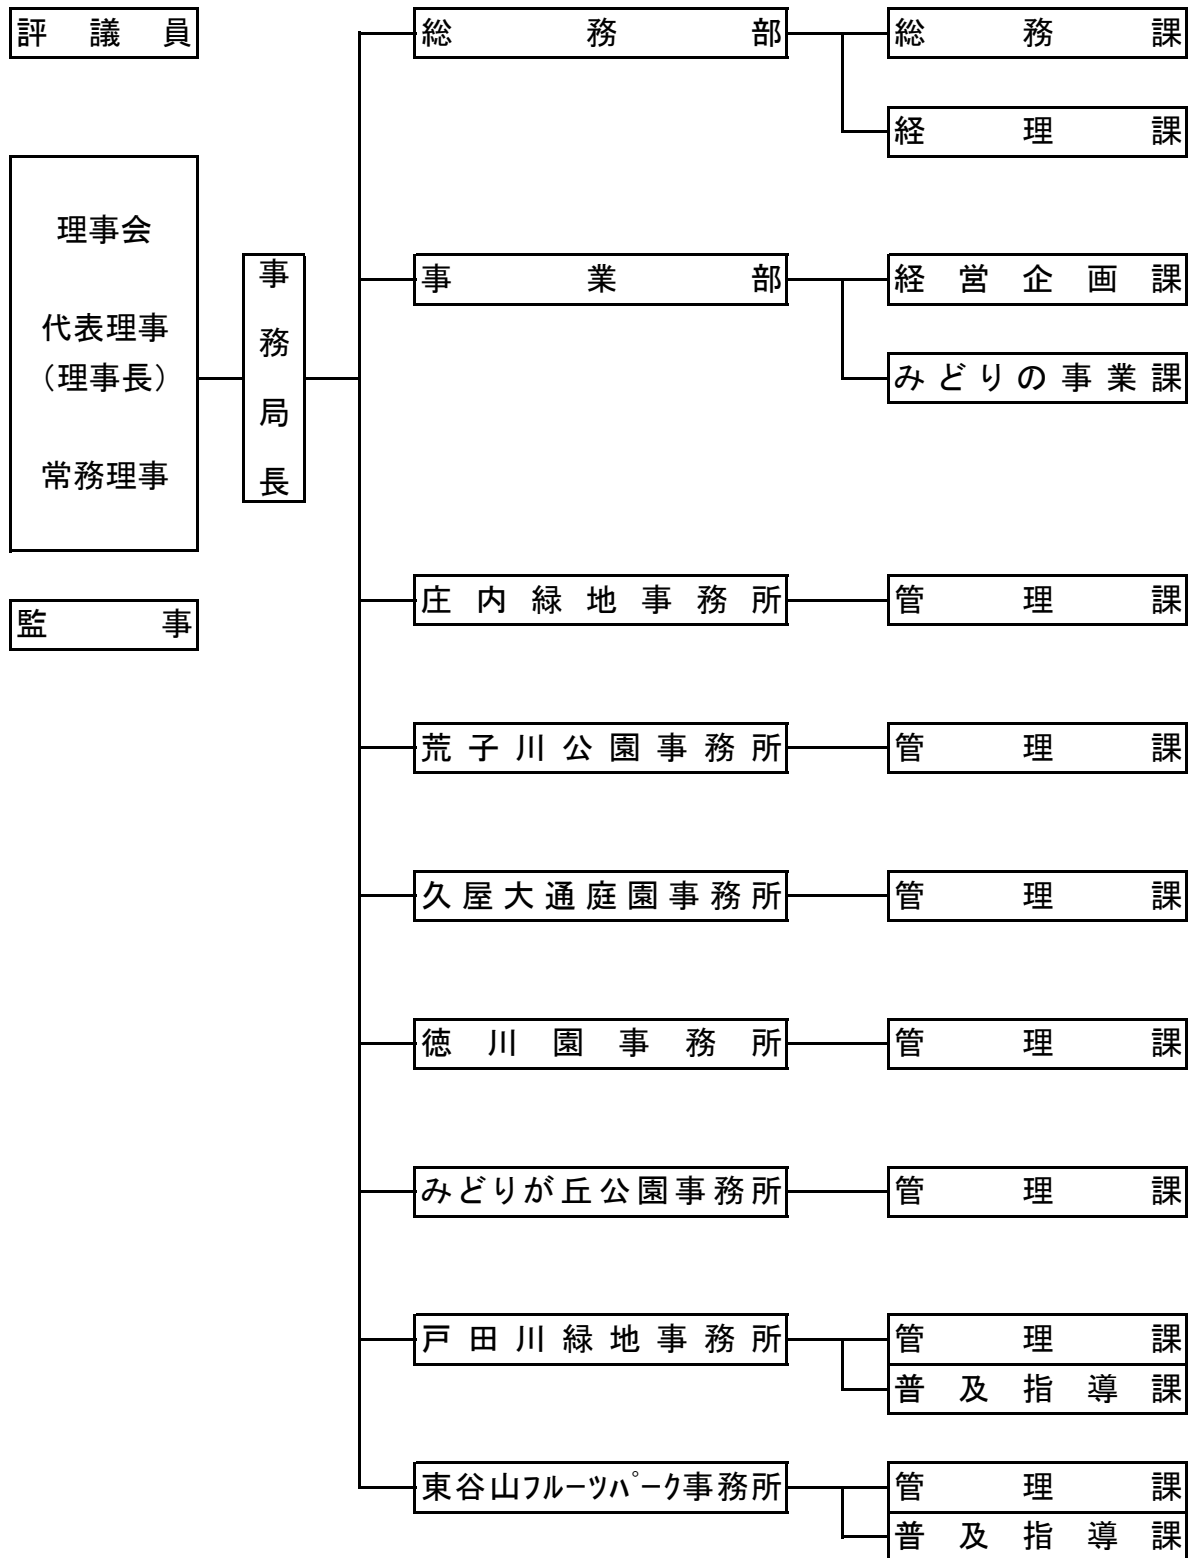 評議員
理事会
代表理事
（理事長）
常務理事
監事
事務局長
総務部
総務課
経理課
事業部
経営企画課
みどりの事業課
庄内緑地事務所
管理課
荒子川公園事務所
管理課
久屋大通庭園事務所
管理課
徳川園事務所
管理課
みどりが丘公園事務所
管理課
戸田川緑地事務所
管理課
普及指導課
東谷山ﾌﾙｰﾂﾊﾟｰｸ事務所
管理課
普及指導課